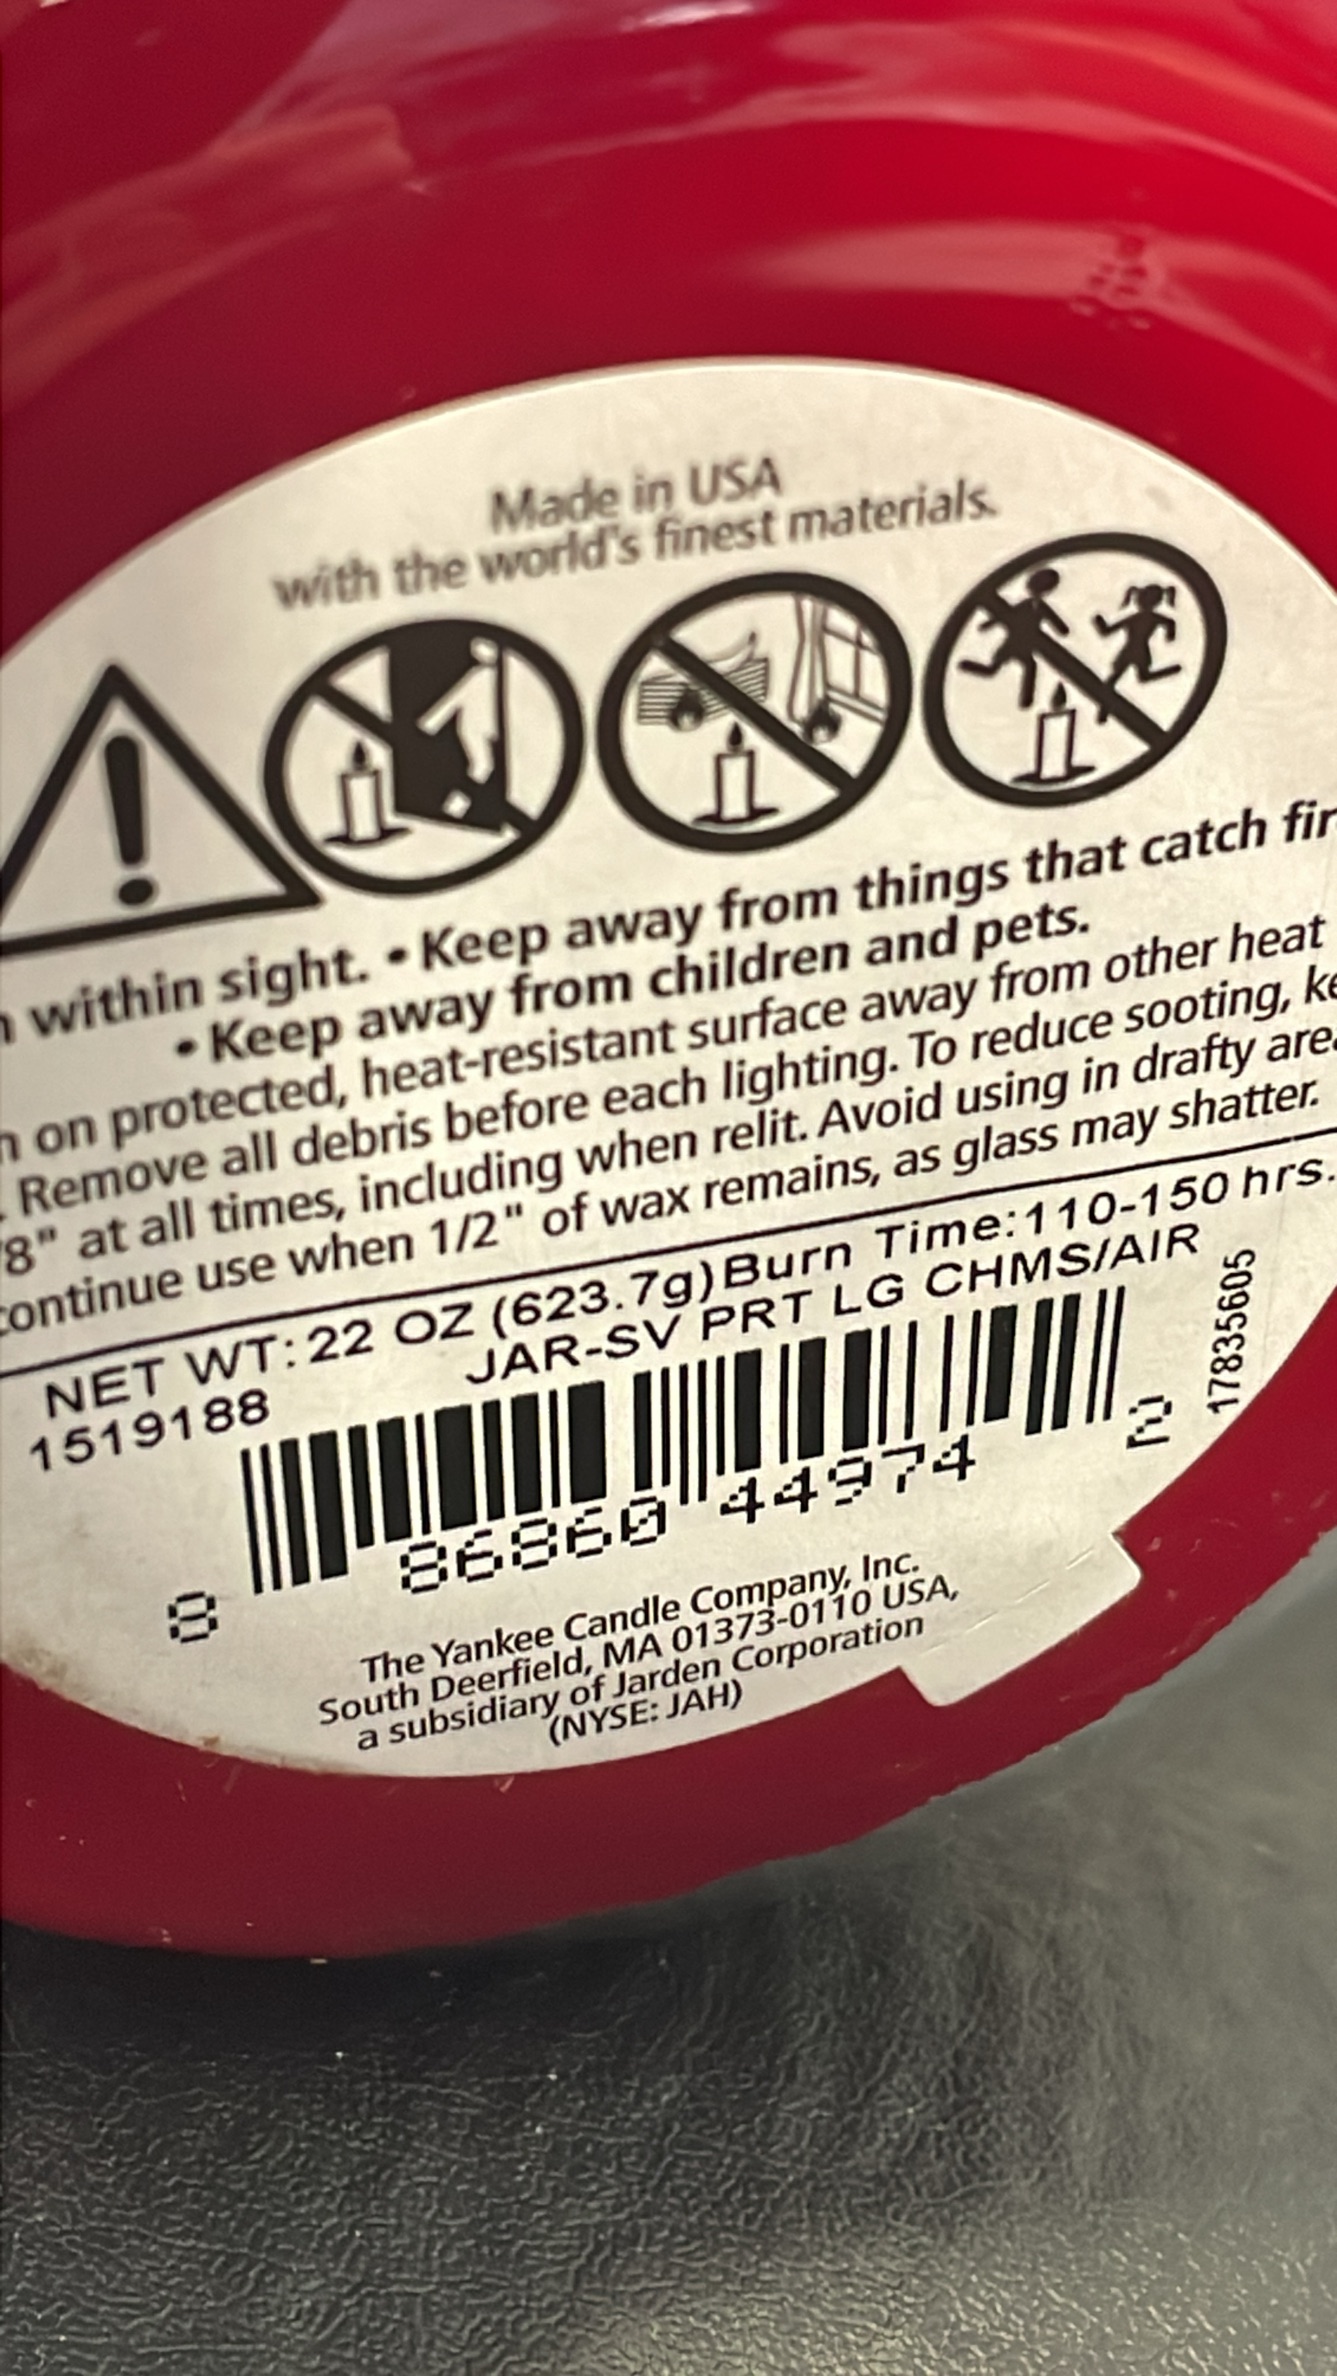 Made in USA
with the world's finest materials.
within sight. • Keep away from things that catch
• Keep away from children and pets.
on protected, heat-resistant surface away from other heat
Remove all debris before each lighting. To reduce sooting,
8" at all times, including when relit. Avoid using in drafty
continue use when 1/2" of wax remains, as glass may shatter.
NET WT:22 OZ (623.7g)Burn Time:110-150 hrs.
1519188 JAR-SV PRT LG CHMS/AIR
17835605
8 86860 44974 2
The Yankee Candle Company, Inc.
South Deerfield, MA 01373-0110 USA,
a subsidiary of Jarden Corporation
(NYSE: JAH)